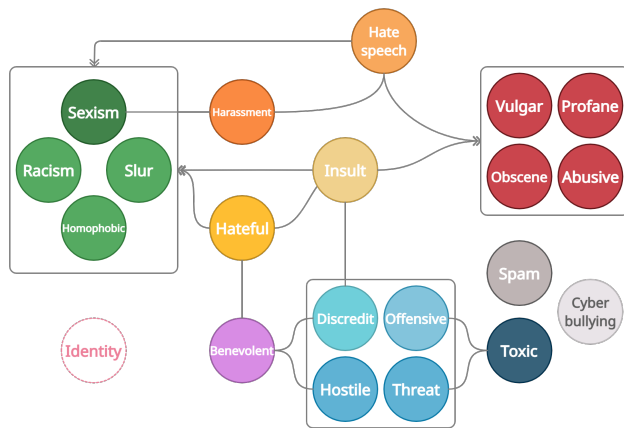 Hate
speech
Sexism
Harassment
Vulgar
Profane
Racism
Slur
Insult
Obscene
Abusive
Homophobic
Hateful
Spam
Cyber
bullying
Discredit
Offensive
Identity
Benevolent
Toxic
Hostile
Threat